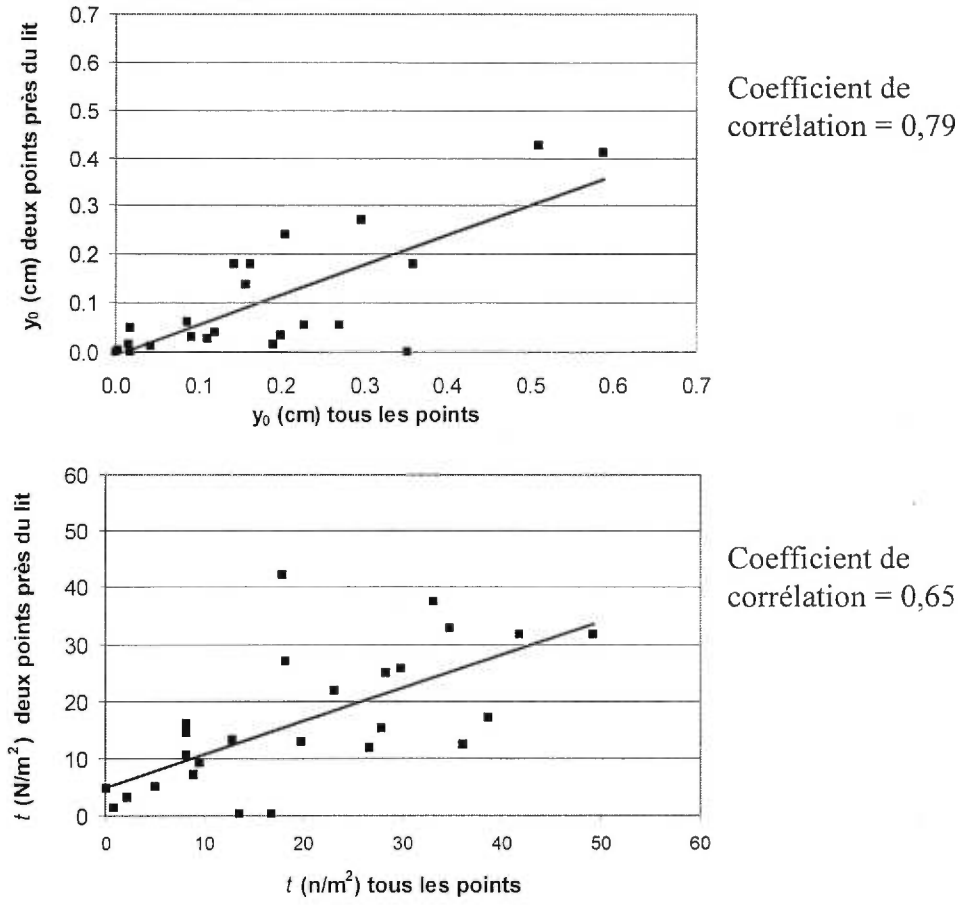 0.7
0.6
0.5
0.4
0.3
0.2
0.1
0.0
y₀ (cm) deux points près du lit
0.0 0.1 0.2 0.3 0.4 0.5 0.6 0.7
y₀ (cm) tous les points
Coefficient de
corrélation = 0,79
60
50
40
30
20
10
0
t (N/m²) deux points près du lit
0 10 20 30 40 50 60
t (n/m²) tous les points
Coefficient de
corrélation = 0,65